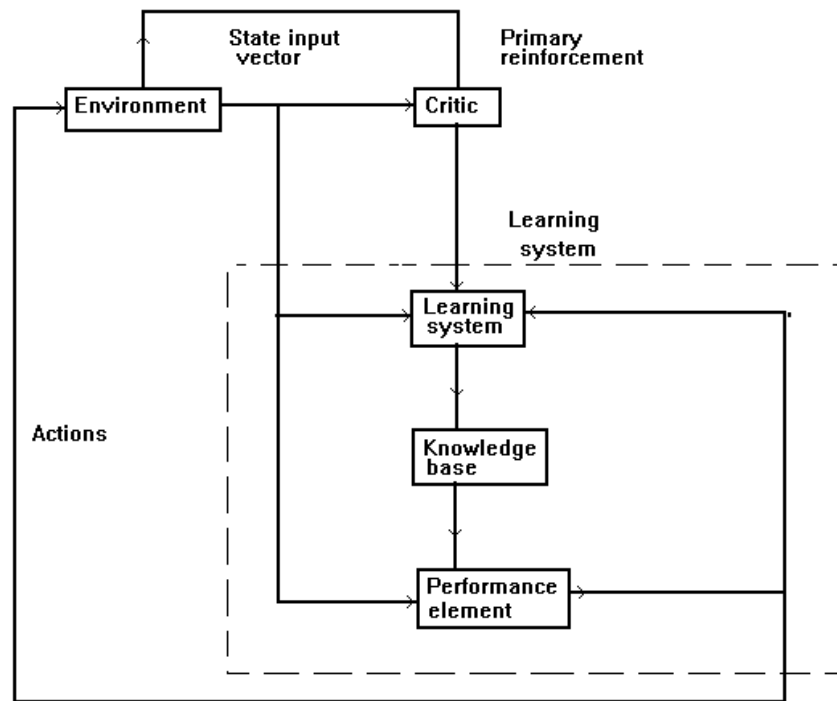 State input
vector
Primary
reinforcement
Environment
Critic
Learning
system
Learning
system
Actions
Knowledge
base
Performance
element